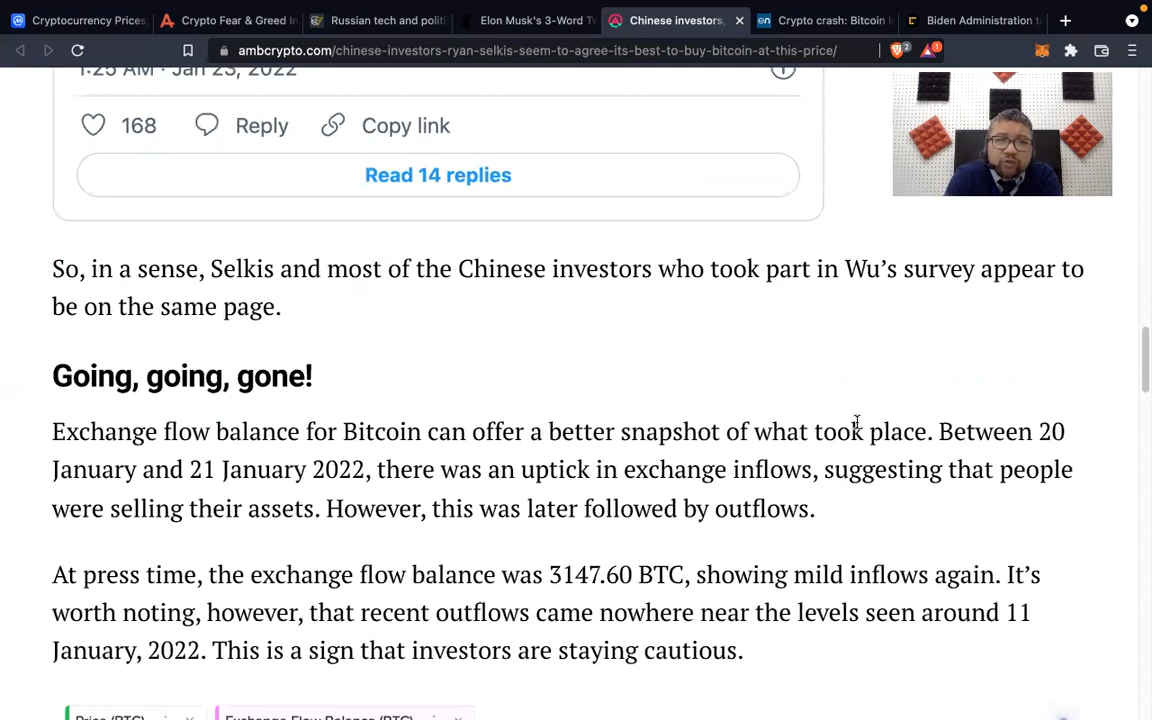 Cryptocurrency Prices,
Crypto Fear & Greed In
Russian tech and politi
Elon Musk's 3-Word Tw
Chinese investors,
Crypto crash: Bitcoin l
Biden Administration t
ambcrypto.com/chinese-investors-ryan-selkis-seem-to-agree-its-best-to-buy-bitcoin-at-this-price/
2
1
1:25 AM · Jan 23, 2022
168 Reply Copy link
Read 14 replies
So, in a sense, Selkis and most of the Chinese investors who took part in Wu’s survey appear to
be on the same page.
Going, going, gone!
Exchange flow balance for Bitcoin can offer a better snapshot of what took place. Between 20
January and 21 January 2022, there was an uptick in exchange inflows, suggesting that people
were selling their assets. However, this was later followed by outflows.
At press time, the exchange flow balance was 3147.60 BTC, showing mild inflows again. It’s
worth noting, however, that recent outflows came nowhere near the levels seen around 11
January, 2022. This is a sign that investors are staying cautious.
Price (BTC)
Exchange Flow Balance (BTC)